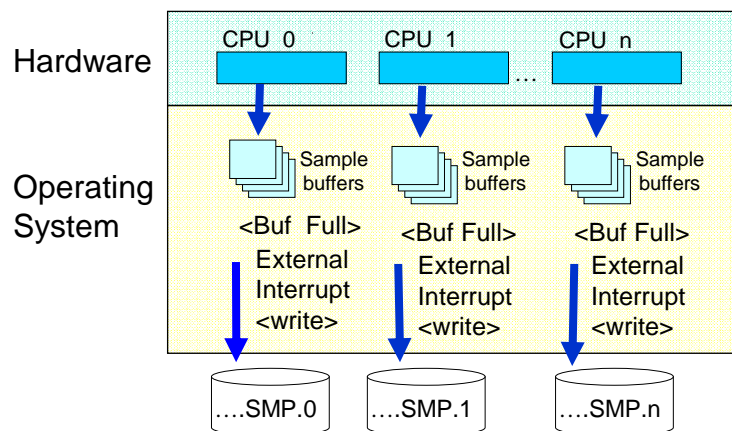 Hardware
CPU 0
CPU 1
...
CPU n
Operating
System
Sample
buffers
Sample
buffers
Sample
buffers
<Buf Full>
External
Interrupt
<write>
<Buf Full>
External
Interrupt
<write>
<Buf Full>
External
Interrupt
<write>
....SMP.0
....SMP.1
....SMP.n